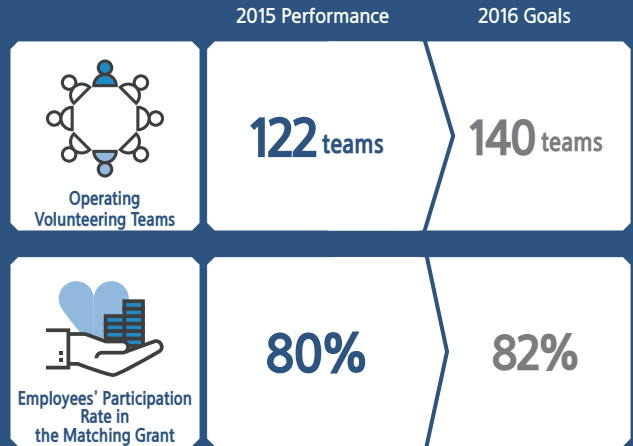 2015 Performance
2016 Goals
Operating
Volunteering Teams
122 teams
140 teams
Employees’ Participation
Rate in
the Matching Grant
80%
82%